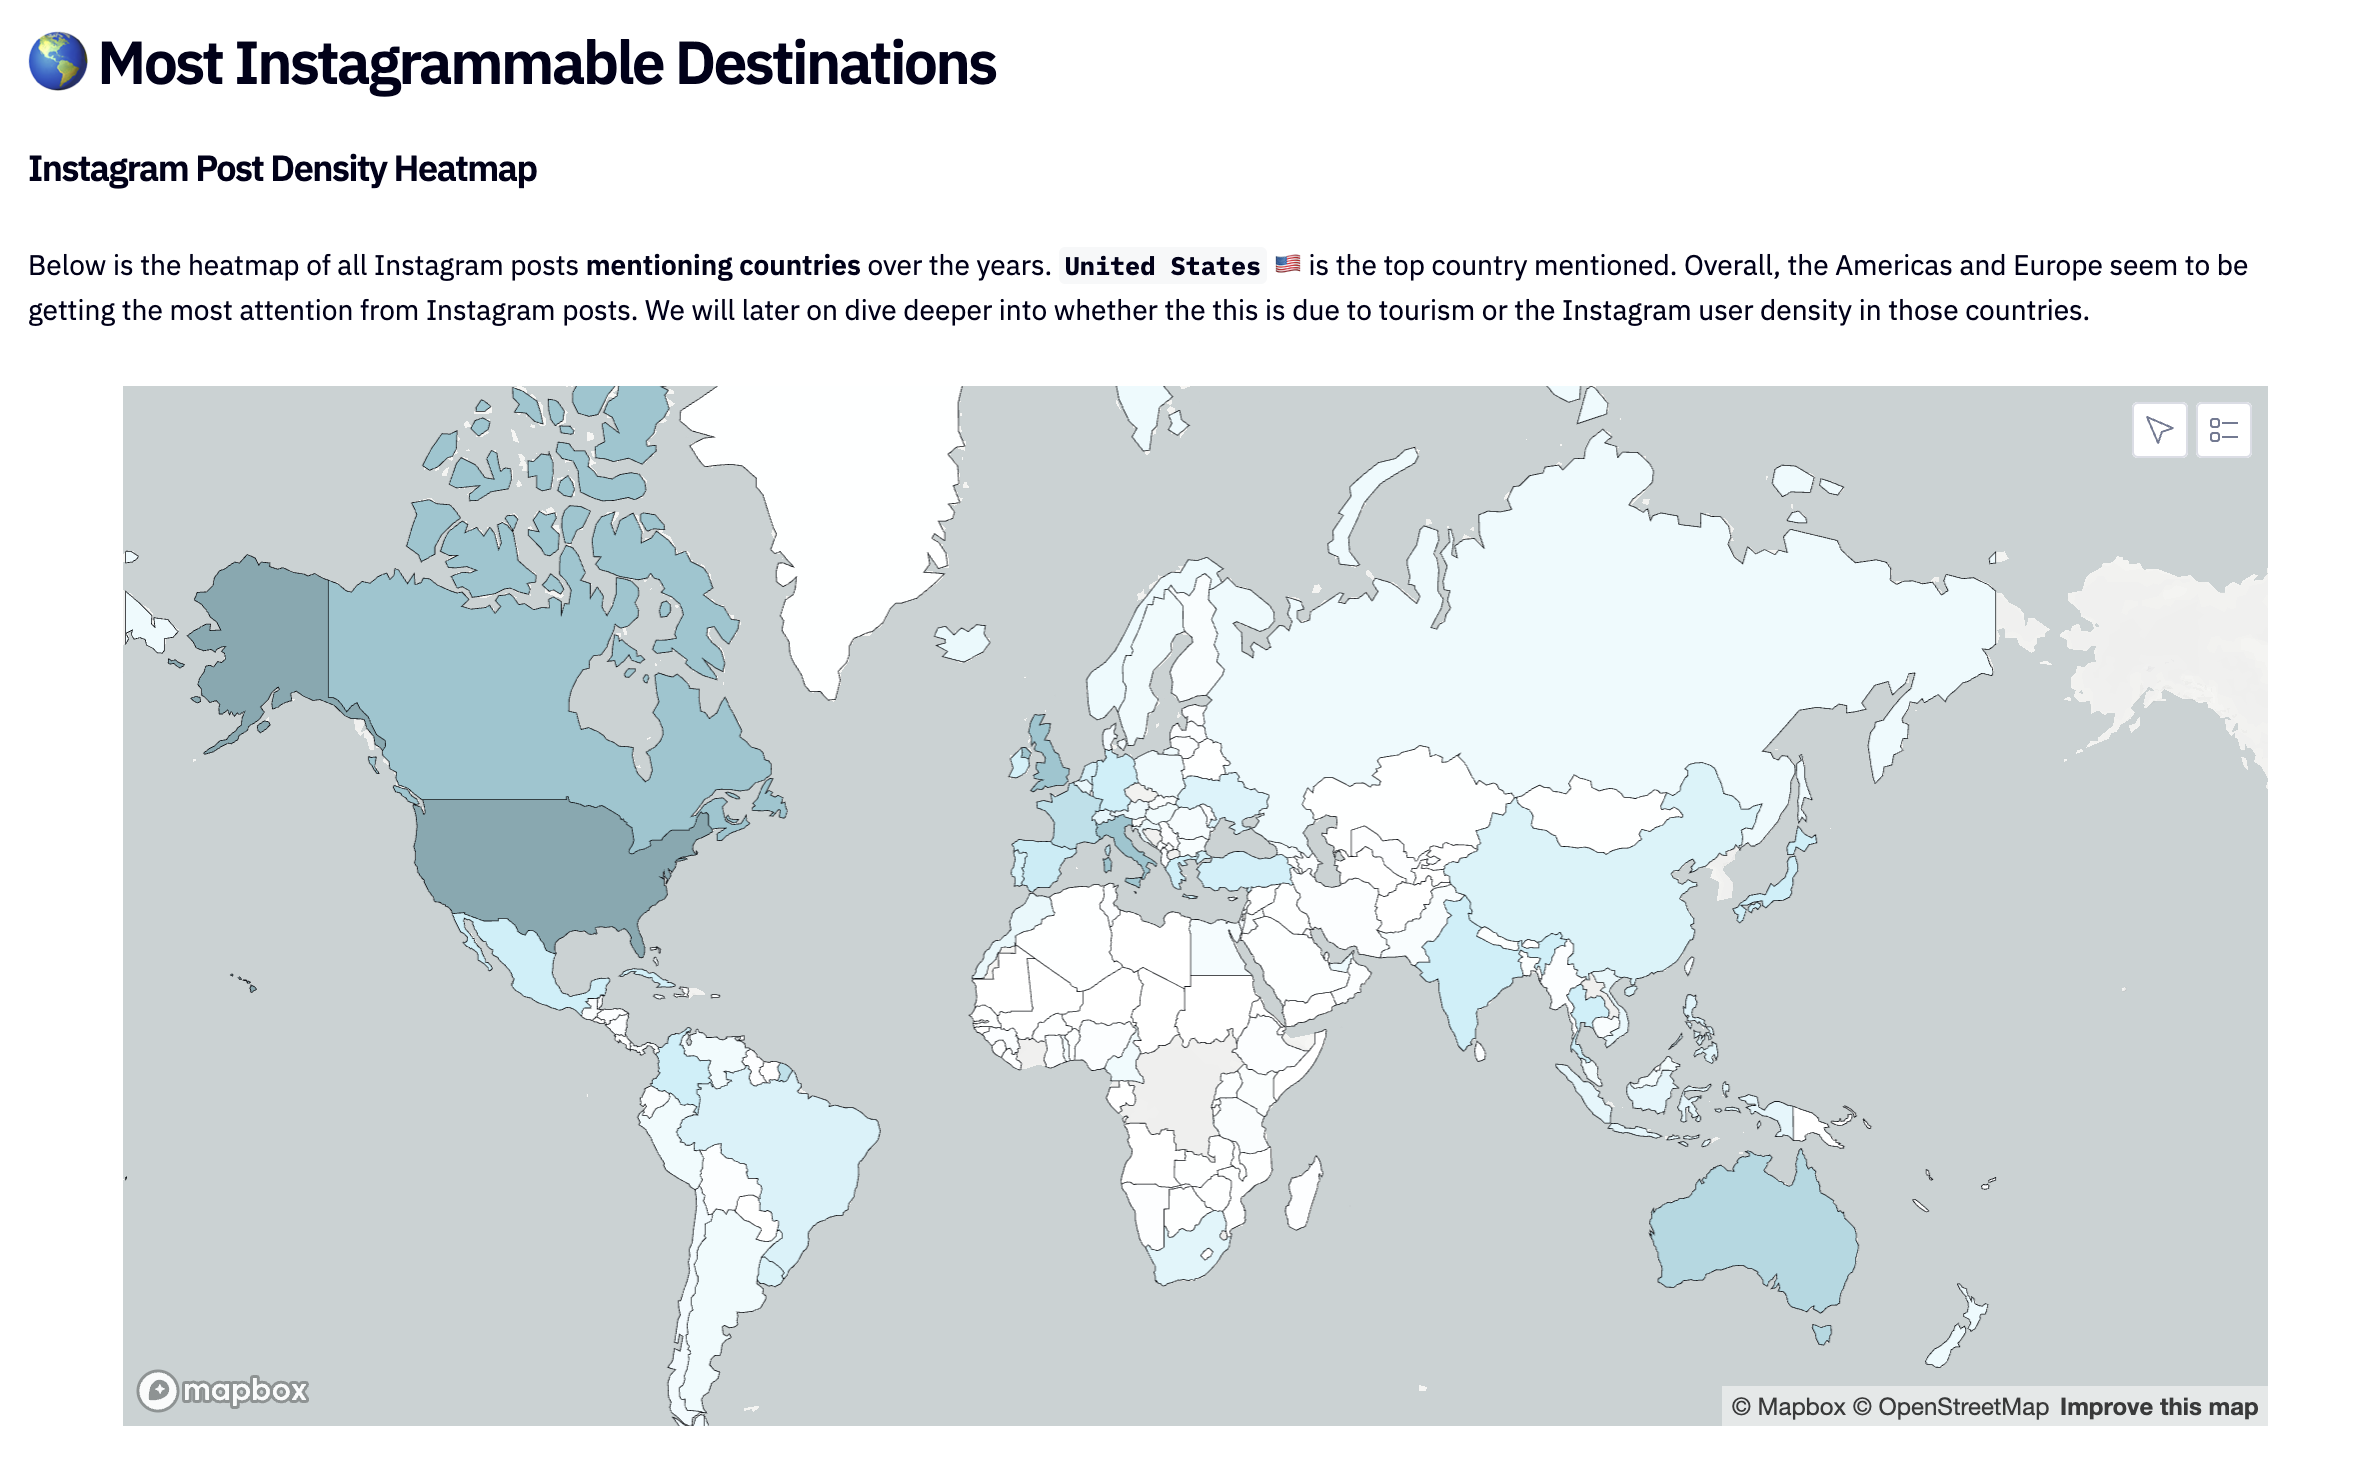 Most Instagrammable Destinations
Instagram Post Density Heatmap
Below is the heatmap of all Instagram posts mentioning countries over the years. United States 🇺🇸 is the top country mentioned. Overall, the Americas and Europe seem to be
getting the most attention from Instagram posts. We will later on dive deeper into whether the this is due to tourism or the Instagram user density in those countries.
mapbox
© Mapbox © OpenStreetMap Improve this map